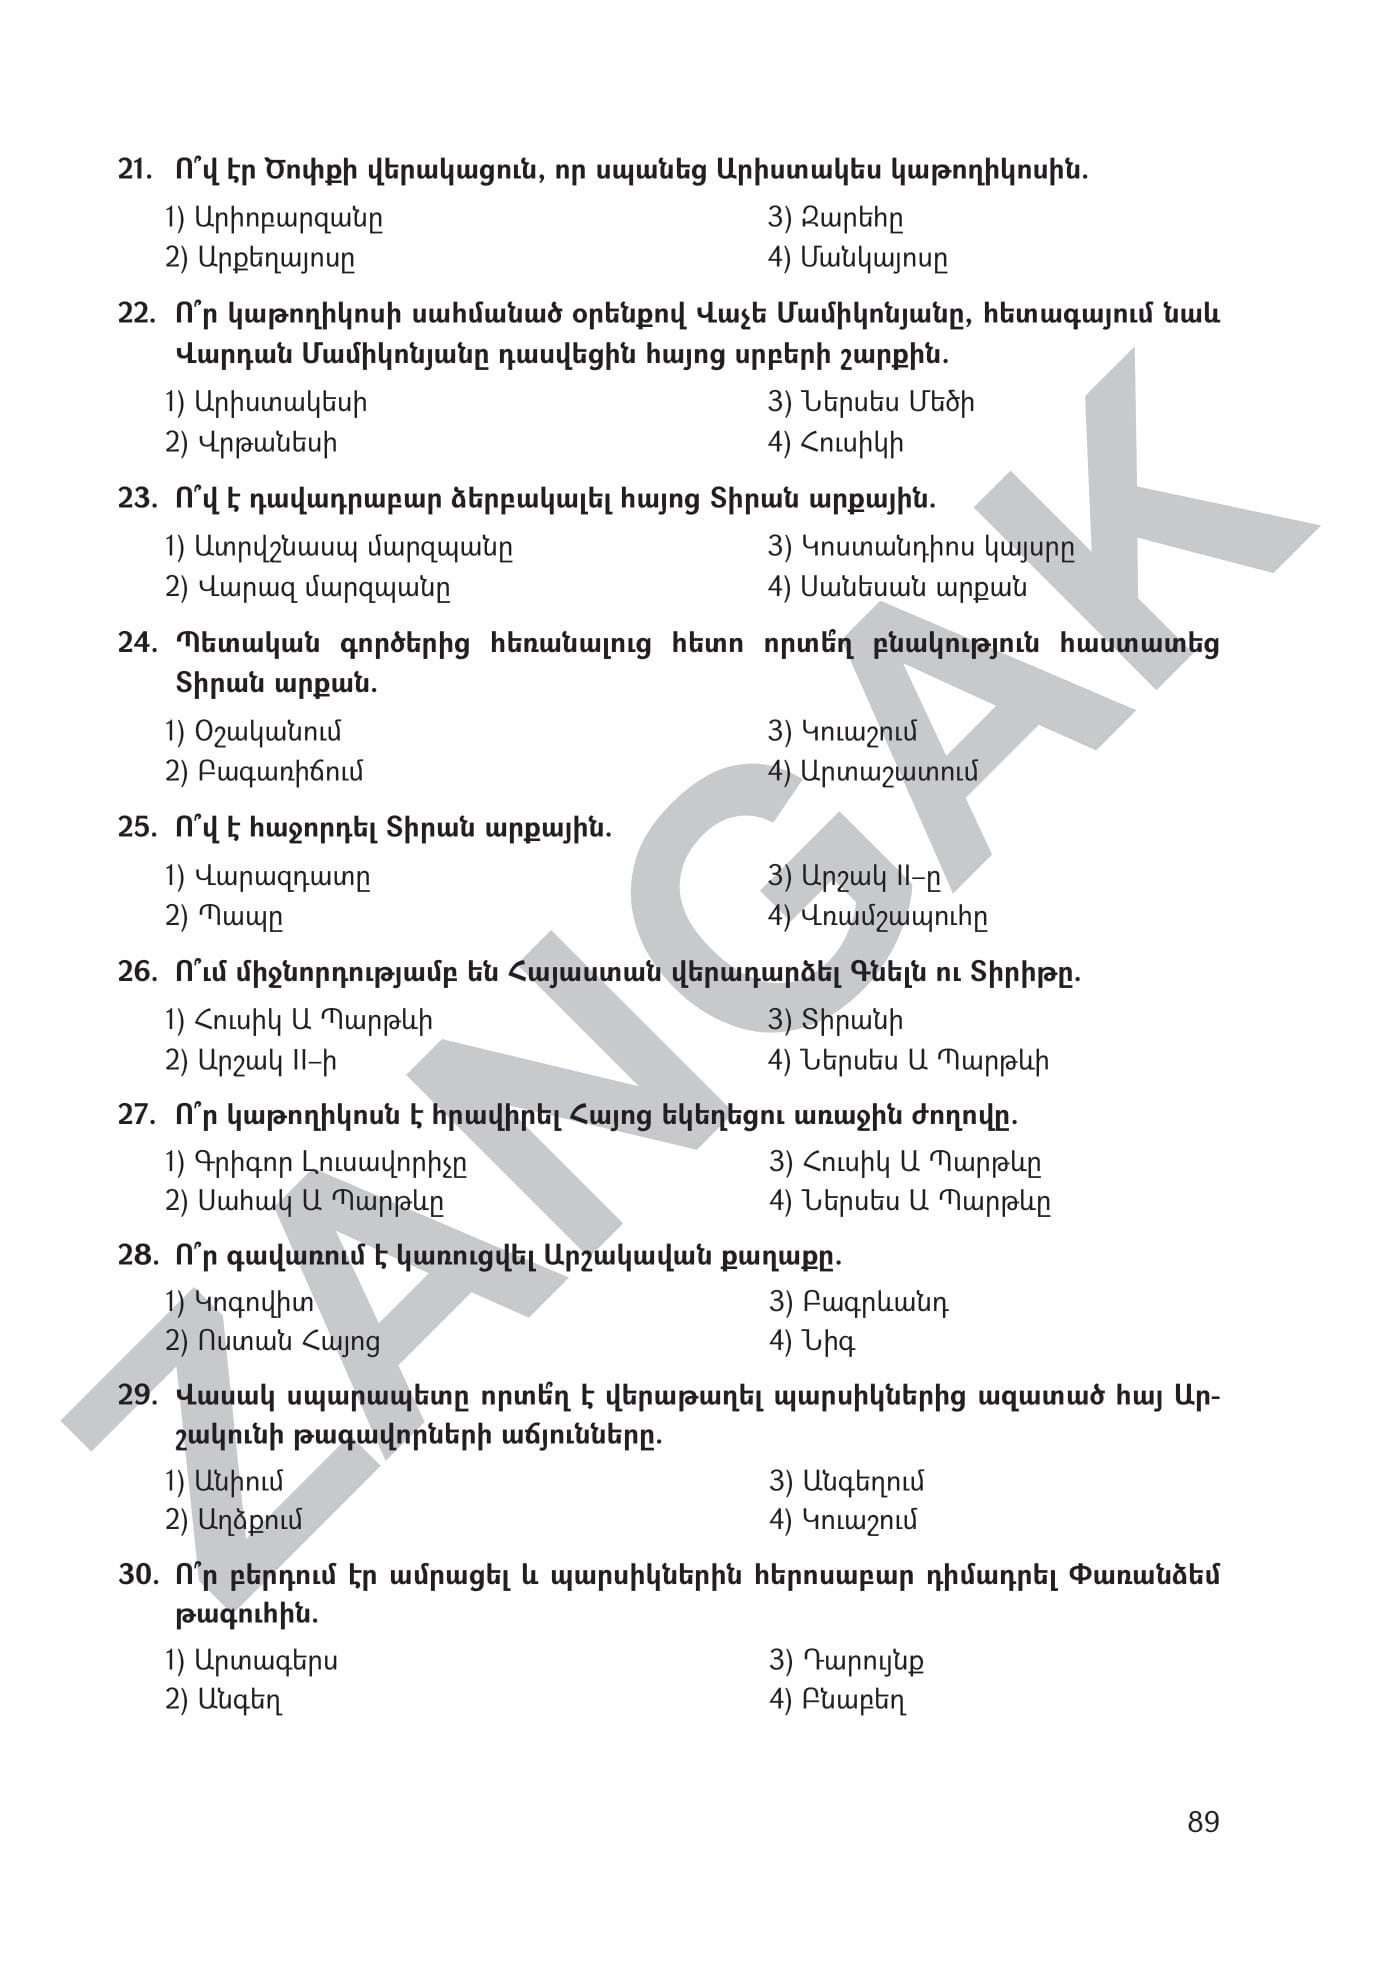 21. Ո՞վ էր Ծոփքի վերակացուն, որ սպանեց Արիստակես կաթողիկոսին.
1) Արիոբարզանը 3) Զարեհը
2) Արքեղայոսը 4) Մանկայոսը
22. Ո՞ր կաթողիկոսի սահմանած օրենքով Վաչե Մամիկոնյանը, հետագայում նաև
Վարդան Մամիկոնյանը դասվեցին հայոց սրբերի շարքին.
1) Արիստակեսի 3) Ներսես Մեծի
2) Վրթանեսի 4) Հուսիկի
23. Ո՞վ է դավադրաբար ձերբակալել հայոց Տիրան արքային.
1) Ատրվշնասպ մարզպանը 3) Կոստանդիոս կայսրը
2) Վարազ մարզպանը 4) Սանեսան արքան
24. Պետական գործերից հեռանալուց հետո որտե՞ղ բնակություն հաստատեց
Տիրան արքան.
1) Օշականում 3) Կուաշում
2) Բագառիճում 4) Արտաշատում
25. Ո՞վ է հաջորդել Տիրան արքային.
1) Վարազդատը 3) Արշակ II–ը
2) Պապը 4) Վռամշապուհը
26. Ո՞ւմ միջնորդությամբ են Հայաստան վերադարձել Գնելն ու Տիրիթը.
1) Հուսիկ Ա Պարթևի 3) Տիրանի
2) Արշակ II–ի 4) Ներսես Ա Պարթևի
27. Ո՞ր կաթողիկոսն է հրավիրել Հայոց եկեղեցու առաջին ժողովը.
1) Գրիգոր Լուսավորիչը 3) Հուսիկ Ա Պարթևը
2) Սահակ Ա Պարթևը 4) Ներսես Ա Պարթևը
28. Ո՞ր գավառում է կառուցվել Արշակավան քաղաքը.
1) Կոգովիտ 3) Բագրևանդ
2) Ոստան Հայոց 4) Նիգ
29. Վասակ սպարապետը որտե՞ղ է վերաթաղել պարսիկներից ազատած հայ Ար-
շակունի թագավորների աճյունները.
1) Անիում 3) Անգեղում
2) Աղձքում 4) Կուաշում
30. Ո՞ր բերդում էր ամրացել և պարսիկներին հերոսաբար դիմադրել Փառանձեմ
թագուհին.
1) Արտագերս 3) Դարույնք
2) Անգեղ 4) Բնաբեղ
89
ZANGAK